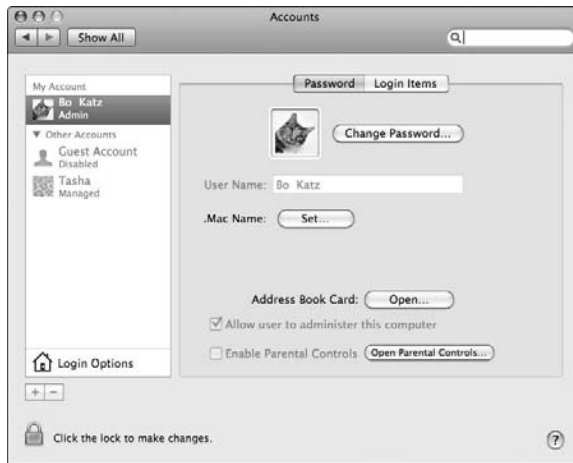 Accounts
Show All
My Account
Bo Katz
Admin
Other Accounts
Guest Account
Disabled
Tasha
Managed
Login Options
Password Login Items
Change Password...
User Name: Bo Katz
.Mac Name: Set...
Address Book Card: Open...
Allow user to administer this computer
Enable Parental Controls Open Parental Controls...
+ −
Click the lock to make changes.
?